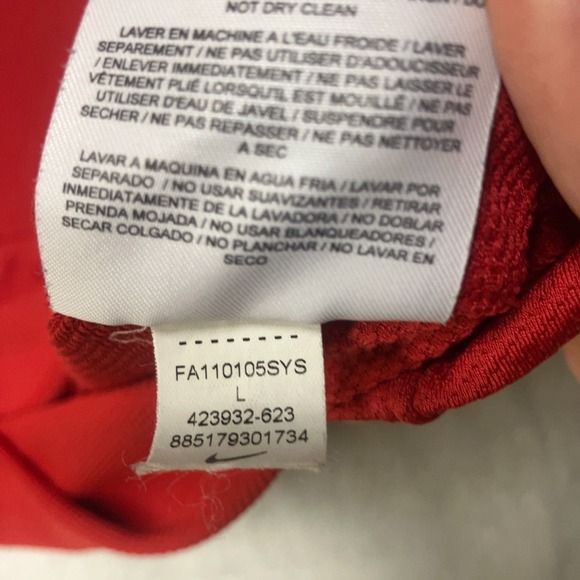 NOT DRY CLEAN
LAVER EN MACHINE A L'EAU FROIDE / LAVER
SEPAREMENT / NE PAS UTILISER D'ADOUCISSEUR
/ ENLEVER IMMEDIATEMENT / NE PAS LAISSER LE
VÊTEMENT PLIÉ LORSQU'IL EST MOUILLÉ / NE PAS
UTILISER D'EAU DE JAVEL / SUSPENDRE POUR
SECHER / NE PAS REPASSER / NE PAS NETTOYER
A SEC
LAVAR A MAQUINA EN AGUA FRIA / LAVAR POR
SEPARADO / NO USAR SUAVIZANTES / RETIRAR
INMEDIATAMENTE DE LA LAVADORA / NO DOBLAR
PRENDA MOJADA / NO USAR BLANQUEADORES /
SECAR COLGADO / NO PLANCHAR / NO LAVAR EN
SECO
FA110105SYS
L
423932-623
885179301734